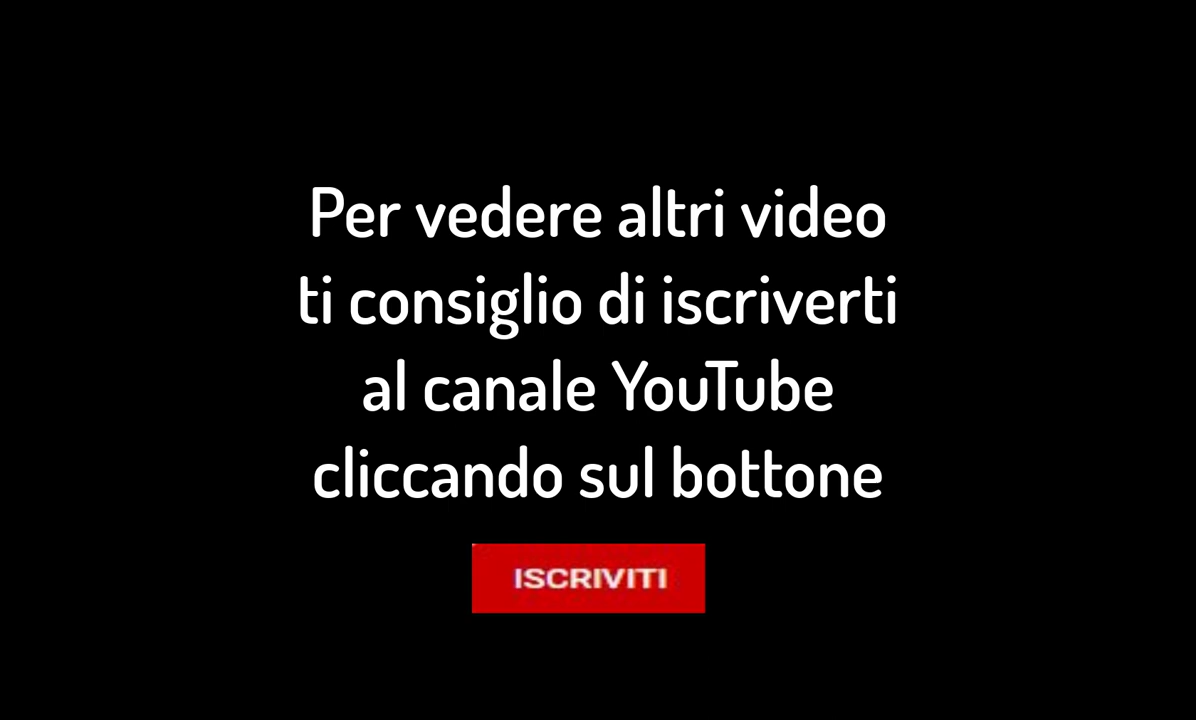 Per vedere altri video
ti consiglio di iscriverti
al canale YouTube
cliccando sul bottone
ISCRIVITI